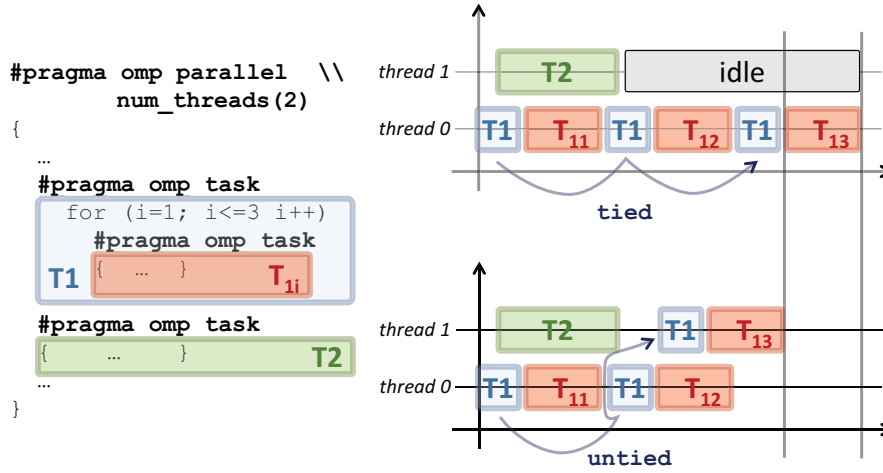 #pragma omp parallel \\
num_threads(2)
{
…
#pragma omp task
for (i=1; i<=3 i++)
#pragma omp task
{ … }
T1
T1i
#pragma omp task
{ … }
T2
…
}
thread 1
T2
idle
thread 0
T1
T11
T1
T12
T1
T13
tied
thread 1
T2
T1
T13
thread 0
T1
T11
T1
T12
untied